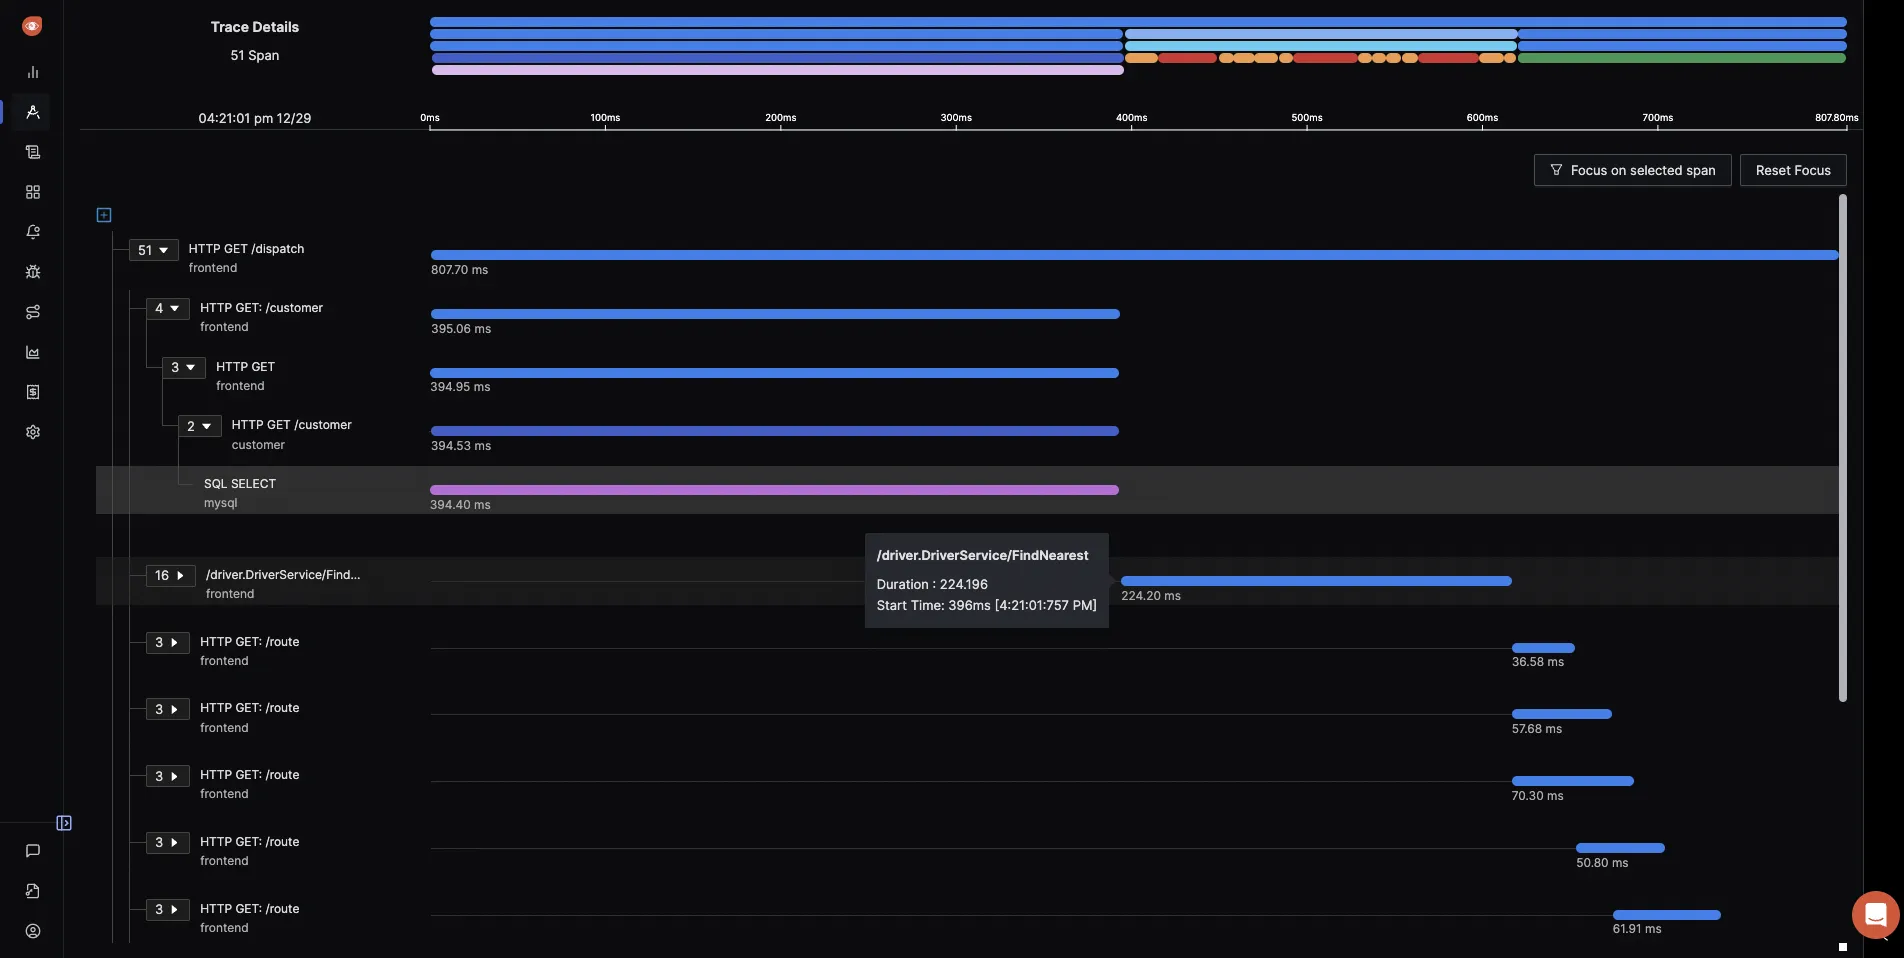 Trace Details
51 Span
04:21:01 pm 12/29
0ms 100ms 200ms 300ms 400ms 500ms 600ms 700ms 807.80ms
Focus on selected span Reset Focus
51 HTTP GET /dispatch
frontend
807.70 ms
4 HTTP GET: /customer
frontend
395.06 ms
3 HTTP GET
frontend
394.95 ms
2 HTTP GET /customer
customer
394.53 ms
SQL SELECT
mysql
394.40 ms
/driver.DriverService/FindNearest
Duration : 224.196
Start Time: 396ms [4:21:01:757 PM]
16 /driver.DriverService/Find...
frontend
224.20 ms
3 HTTP GET: /route
frontend
36.58 ms
3 HTTP GET: /route
frontend
57.68 ms
3 HTTP GET: /route
frontend
70.30 ms
3 HTTP GET: /route
frontend
50.80 ms
3 HTTP GET: /route
frontend
61.91 ms